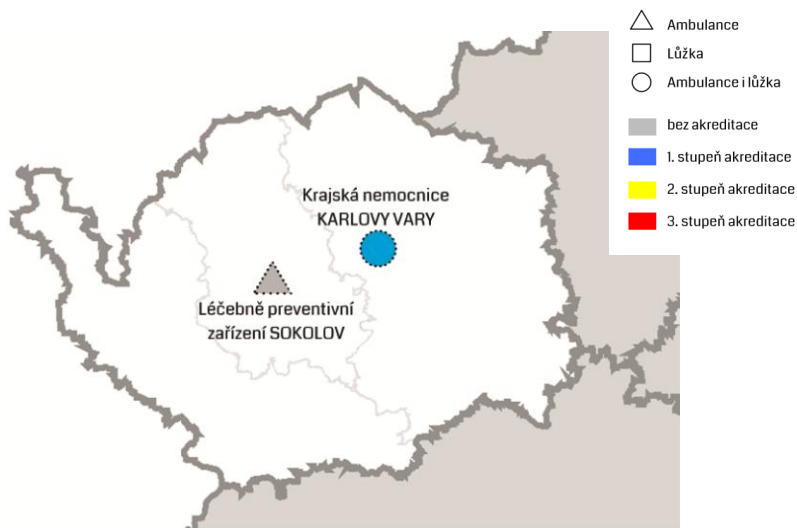 Ambulance
Lůžka
Ambulance i lůžka
bez akreditace
1. stupeň akreditace
2. stupeň akreditace
3. stupeň akreditace
Krajská nemocnice
KARLOVY VARY
Léčebně preventivní
zařízení SOKOLOV